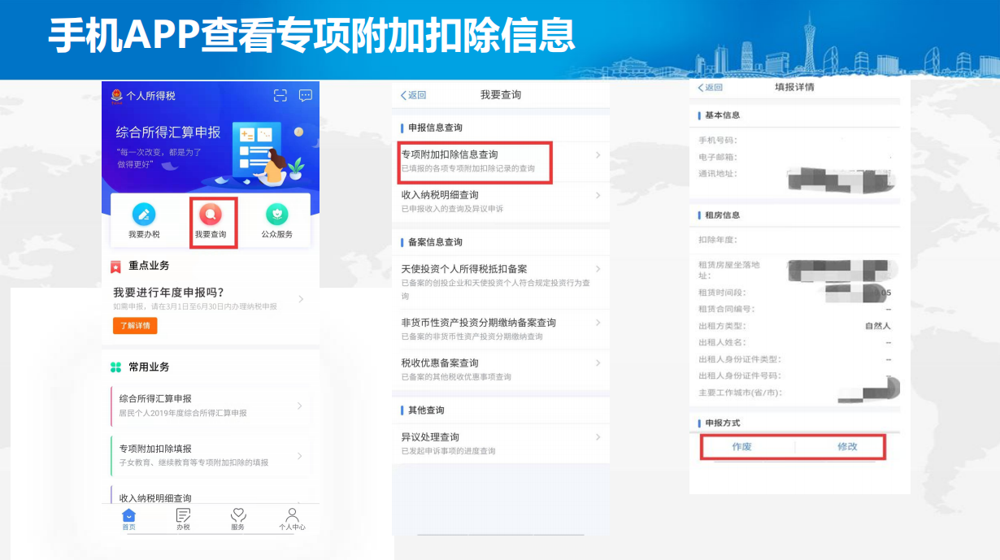 手机APP查看专项附加扣除信息
个人所得税
综合所得汇算申报
“每一次改变，都是为了
做得更好”
我要办税
我要查询
公众服务
重点业务
我要进行年度申报吗?
如需申报，请在3月1日至6月30日内办理纳税申报
了解详情
常用业务
综合所得汇算申报
居民个人2019年度综合所得汇算申报
专项附加扣除填报
子女教育、继续教育等专项附加扣除的填报
收入纳税明细查询
首页
办税
服务
个人中心
返回
我要查询
申报信息查询
专项附加扣除信息查询
已填报的各项专项附加扣除记录的查询
收入纳税明细查询
已申报收入的查询及异议申诉
备案信息查询
天使投资个人所得税抵扣备案
已备案的创投企业和天使投资个人符合规定投资行为查
询
非货币性资产投资分期缴纳备案查询
已备案的非货币性资产投资分期缴纳查询
税收优惠备案查询
已备案的其他税收优惠事项查询
其他查询
异议处理查询
已发起申诉事项的进度查询
返回
填报详情
基本信息
手机号码：
电子邮箱：
通讯地址：
租房信息
扣除年度：
租赁房屋坐落地
址：
租赁时间段： 05
租赁合同编号： --
出租方类型： 自然人
出租人姓名： --
出租人身份证件类型： --
出租人身份证件号码： --
主要工作城市(省/市)：
申报方式
作废
修改